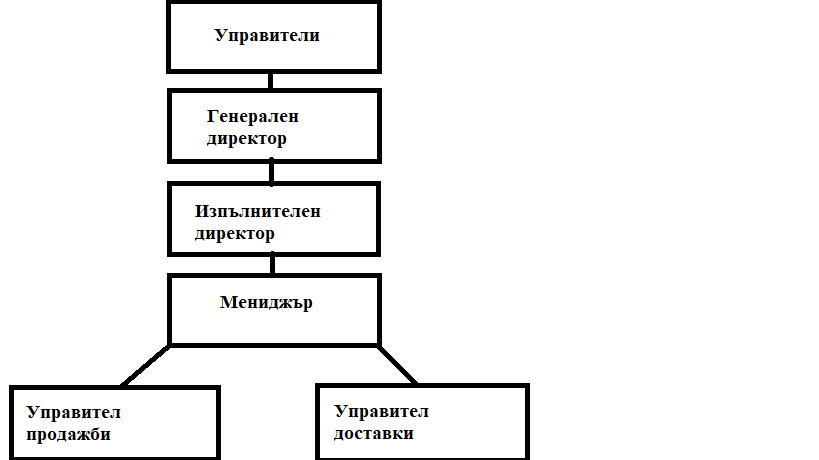 Управители
Генерален
директор
Изпълнителен
директор
Мениджър
Управител
продажби
Управител
доставки